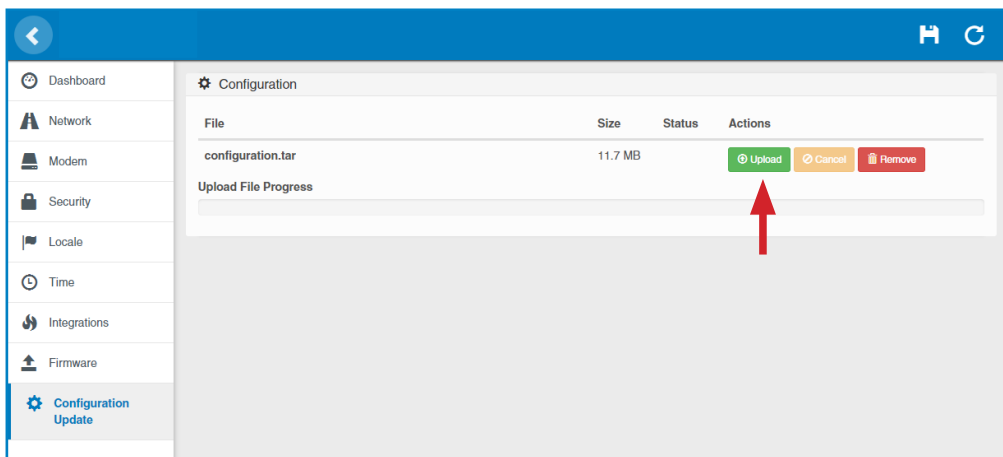 Dashboard
Network
Modem
Security
Locale
Time
Integrations
Firmware
Configuration
Update
Configuration
File Size Status Actions
configuration.tar 11.7 MB Upload Cancel Remove
Upload File Progress